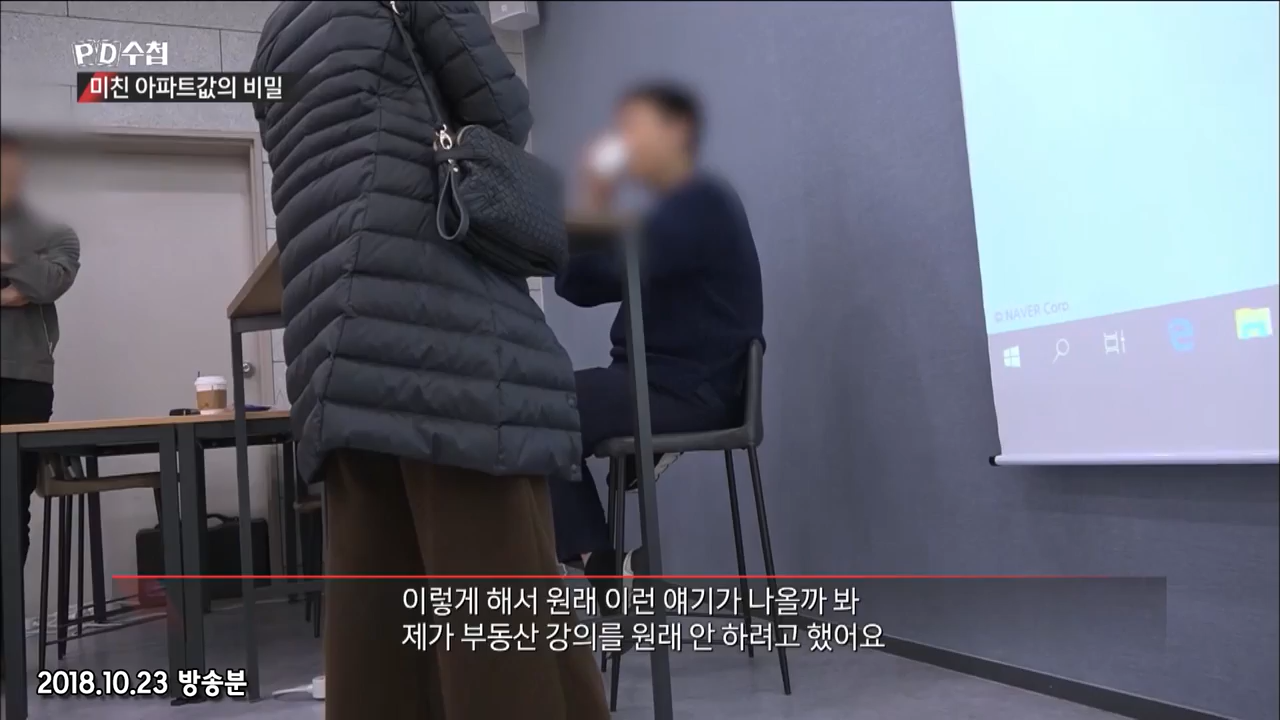 PD수첩
미친 아파트값의 비밀
© NAVER Corp.
이렇게 해서 원래 이런 얘기가 나올까 봐
제가 부동산 강의를 원래 안 하려고 했어요
2018.10.23 방송분